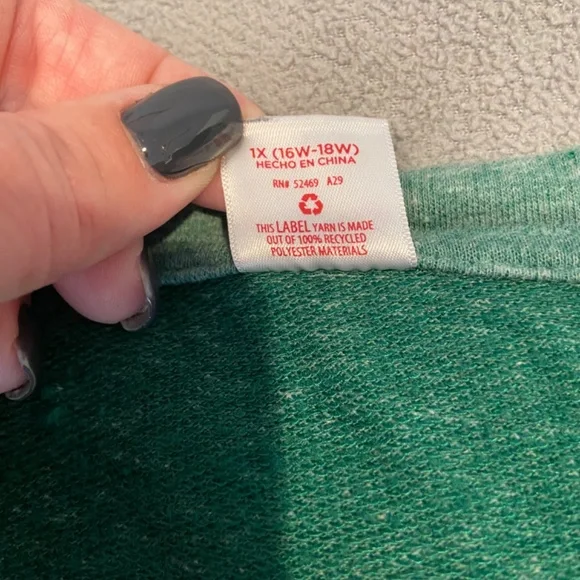 1X (16W-18W)
HECHO EN CHINA
RN# 52469 A29
THIS LABEL YARN IS MADE
OUT OF 100% RECYCLED
POLYESTER MATERIALS